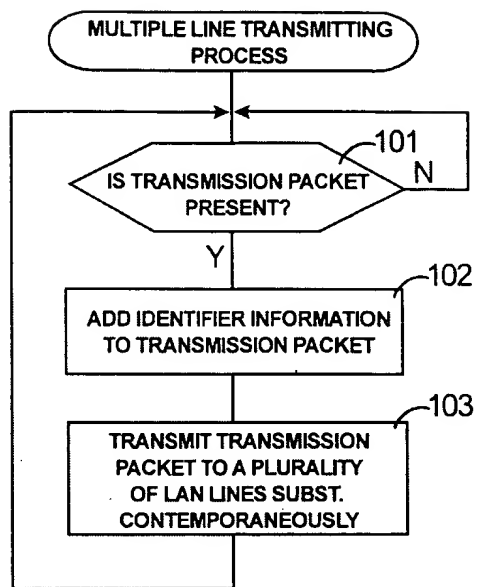 MULTIPLE LINE TRANSMITTING
PROCESS
101
IS TRANSMISSION PACKET
PRESENT?
N
Y
102
ADD IDENTIFIER INFORMATION
TO TRANSMISSION PACKET
103
TRANSMIT TRANSMISSION
PACKET TO A PLURALITY
OF LAN LINES SUBST.
CONTEMPORANEOUSLY